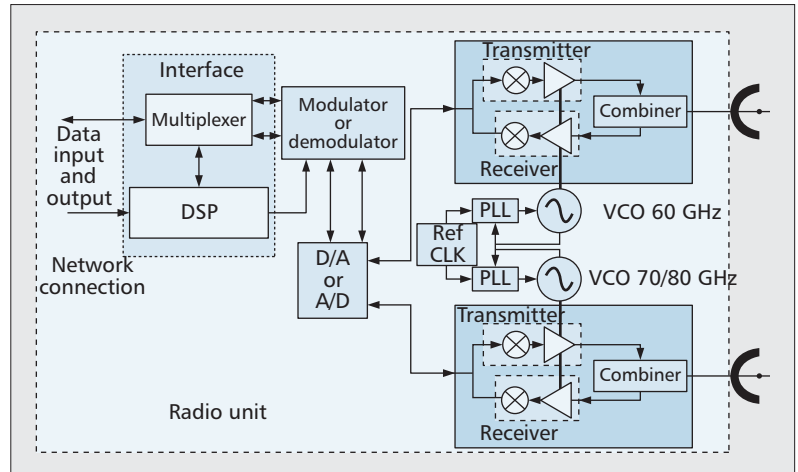 Interface
Multiplexer
DSP
Data
input
and
output
Network
connection
Modulator
or
demodulator
D/A
or
A/D
Radio unit
Transmitter
Combiner
Receiver
PLL
VCO 60 GHz
Ref
CLK
PLL
VCO 70/80 GHz
Transmitter
Combiner
Receiver